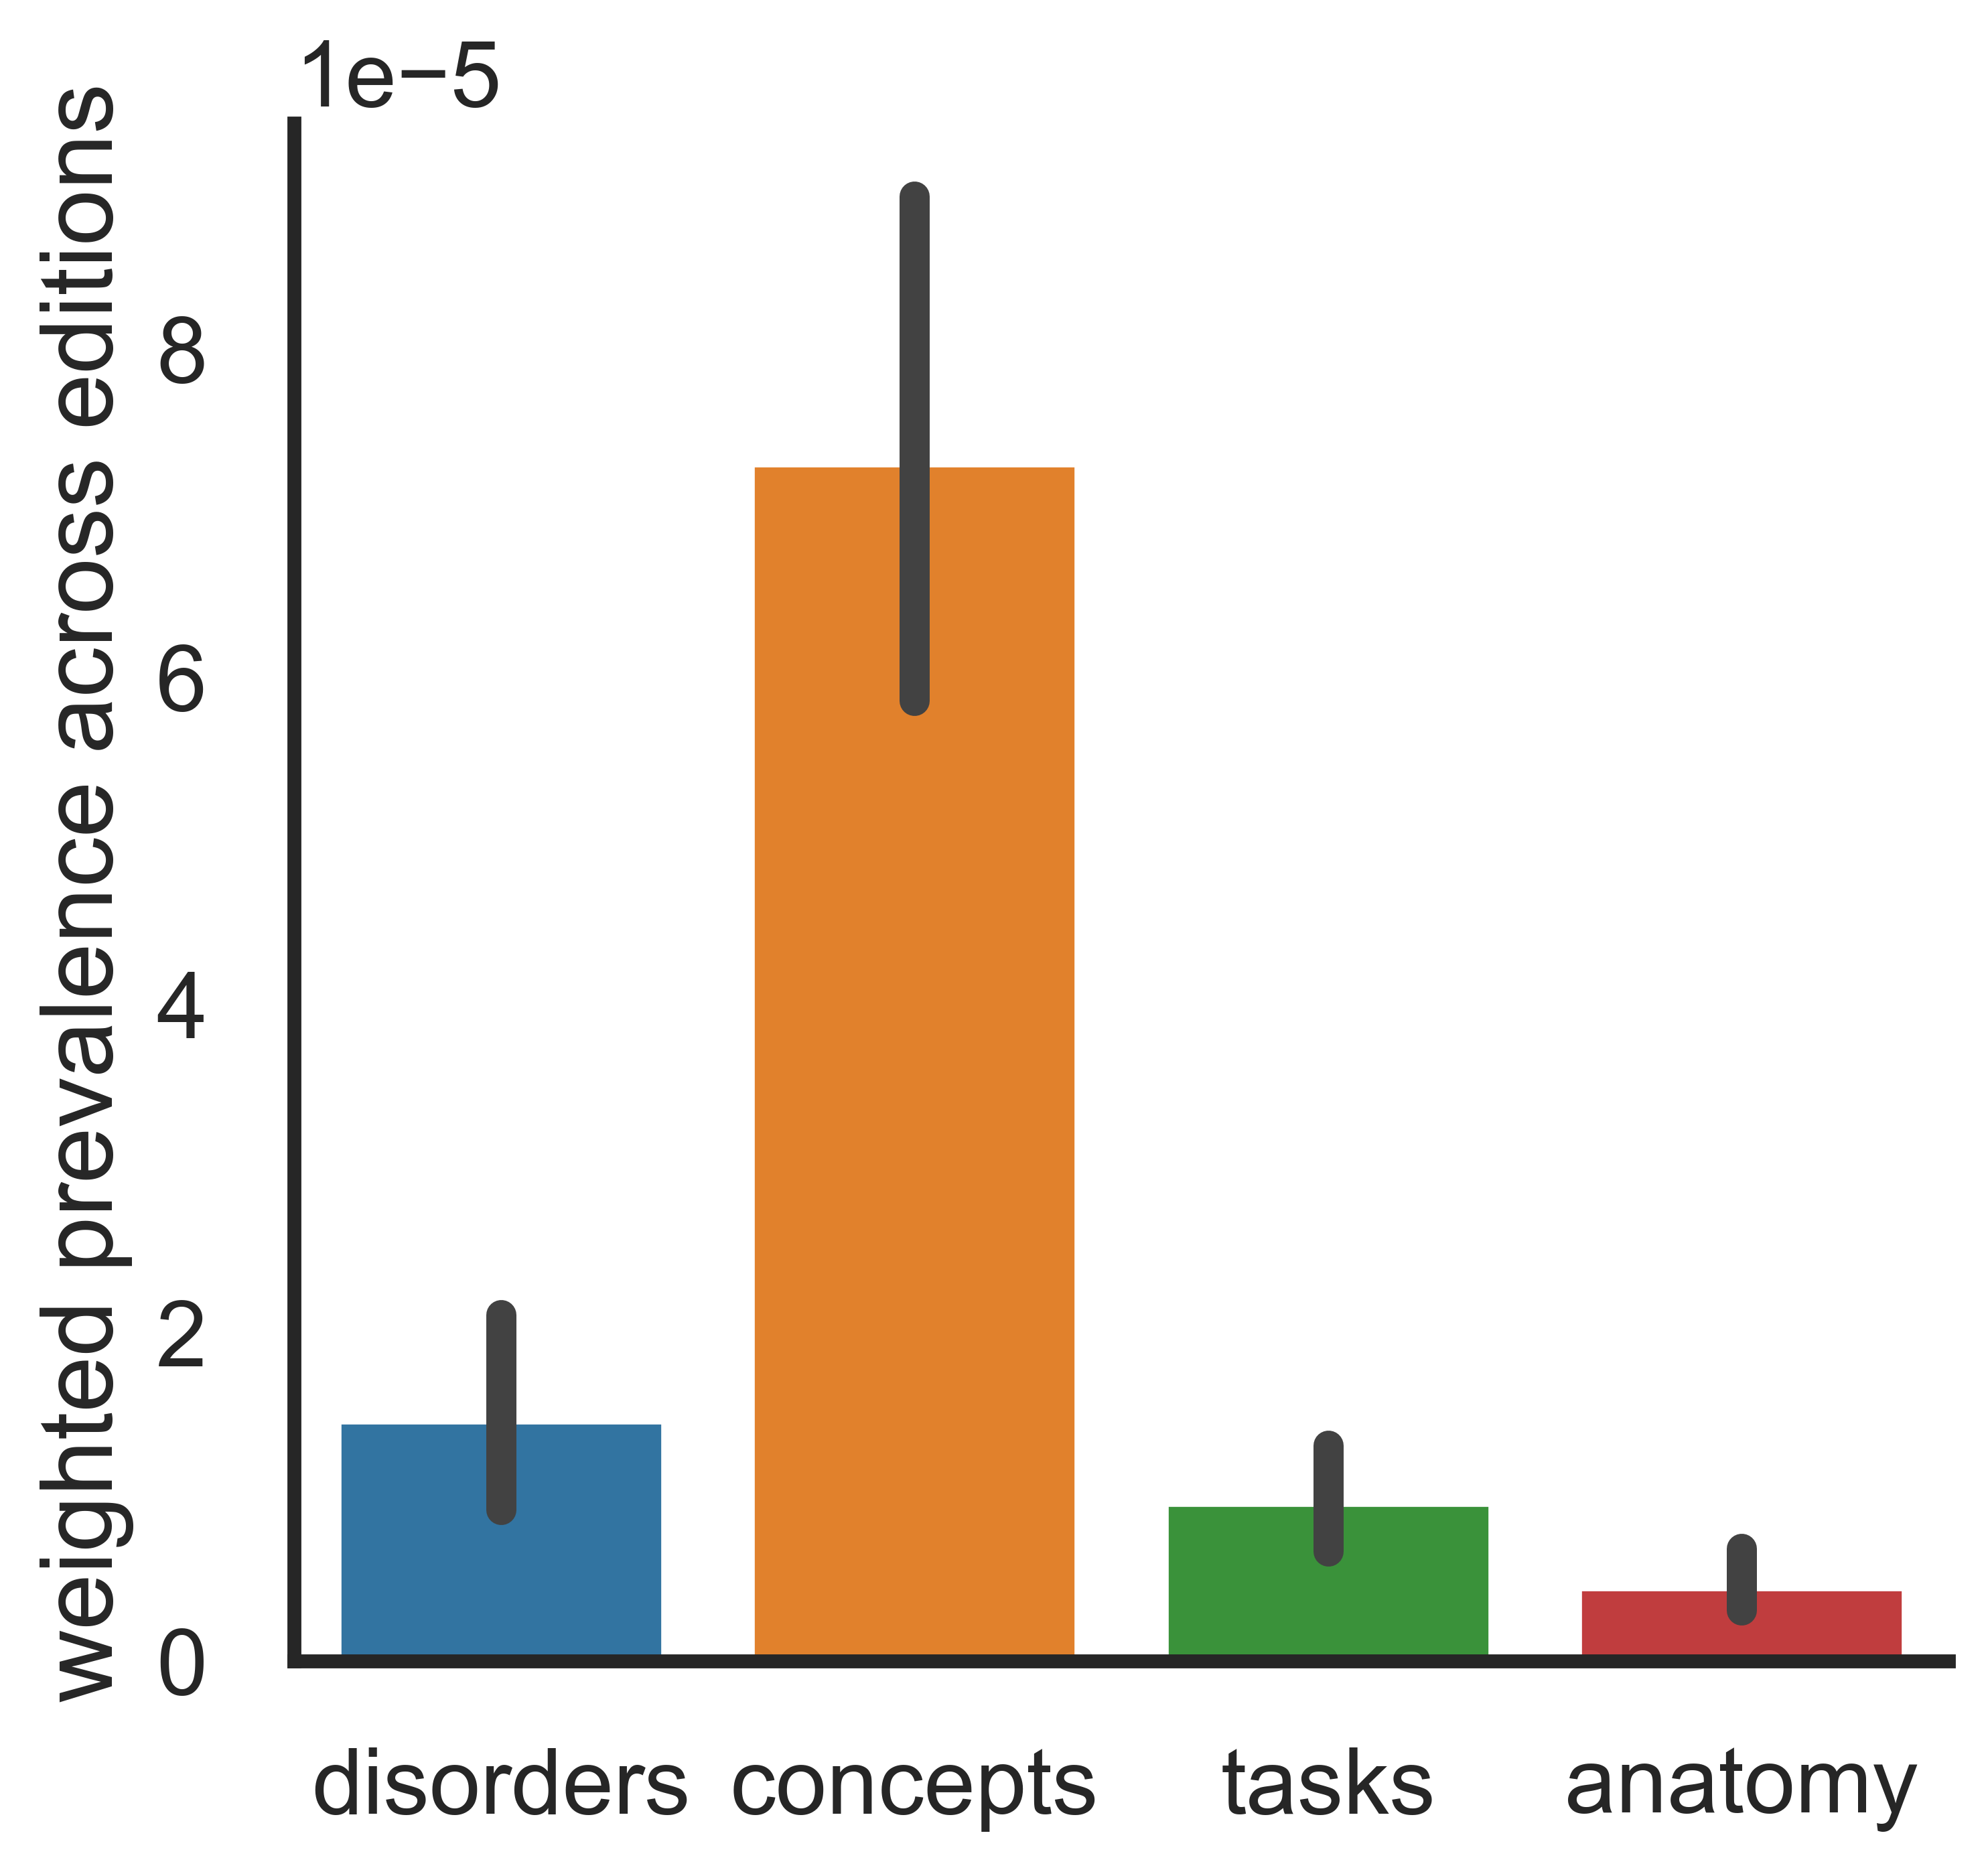 1e−5
weighted prevalence across editions
8
6
4
2
0
disorders concepts tasks anatomy